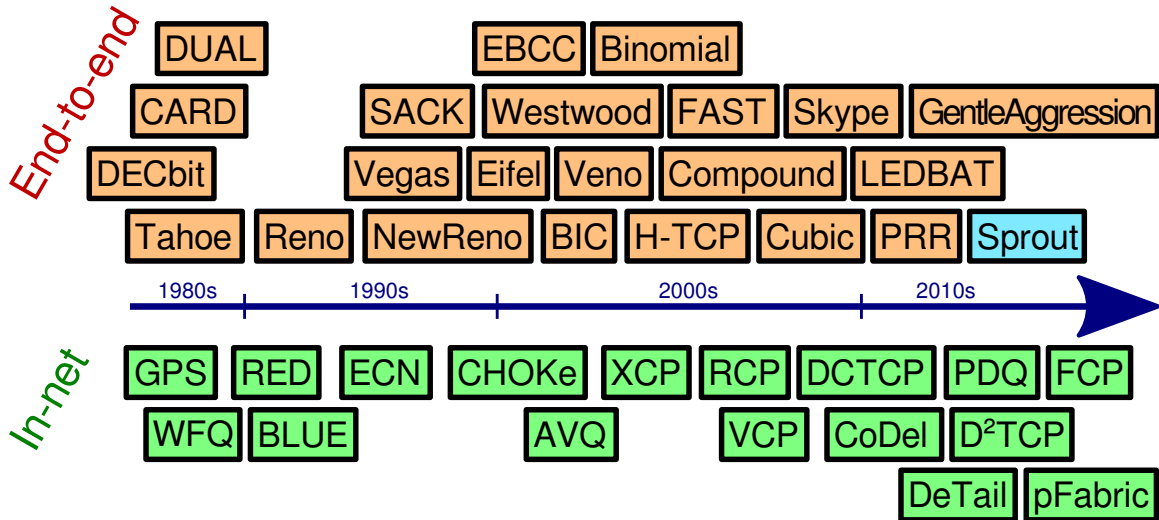 End-to-end
DUAL EBCC Binomial
CARD SACK Westwood FAST Skype GentleAggression
DECbit Vegas Eifel Veno Compound LEDBAT
Tahoe Reno NewReno BIC H-TCP Cubic PRR Sprout
1980s 1990s 2000s 2010s
In-net
GPS RED ECN CHOKe XCP RCP DCTCP PDQ FCP
WFQ BLUE AVQ VCP CoDel D²TCP
DeTail pFabric